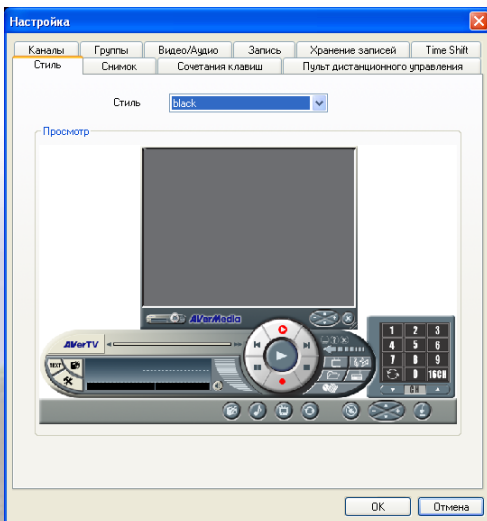 Настройка
Каналы Группы Видео/Аудио Запись Хранение записей Time Shift
Стиль Снимок Сочетания клавиш Пульт дистанционного управления
Стиль black
Просмотр
AVerMedia
AVerTV
TEXT
1 2 3
4 5 6
7 8 9
0 16CH
CH
OK Отмена